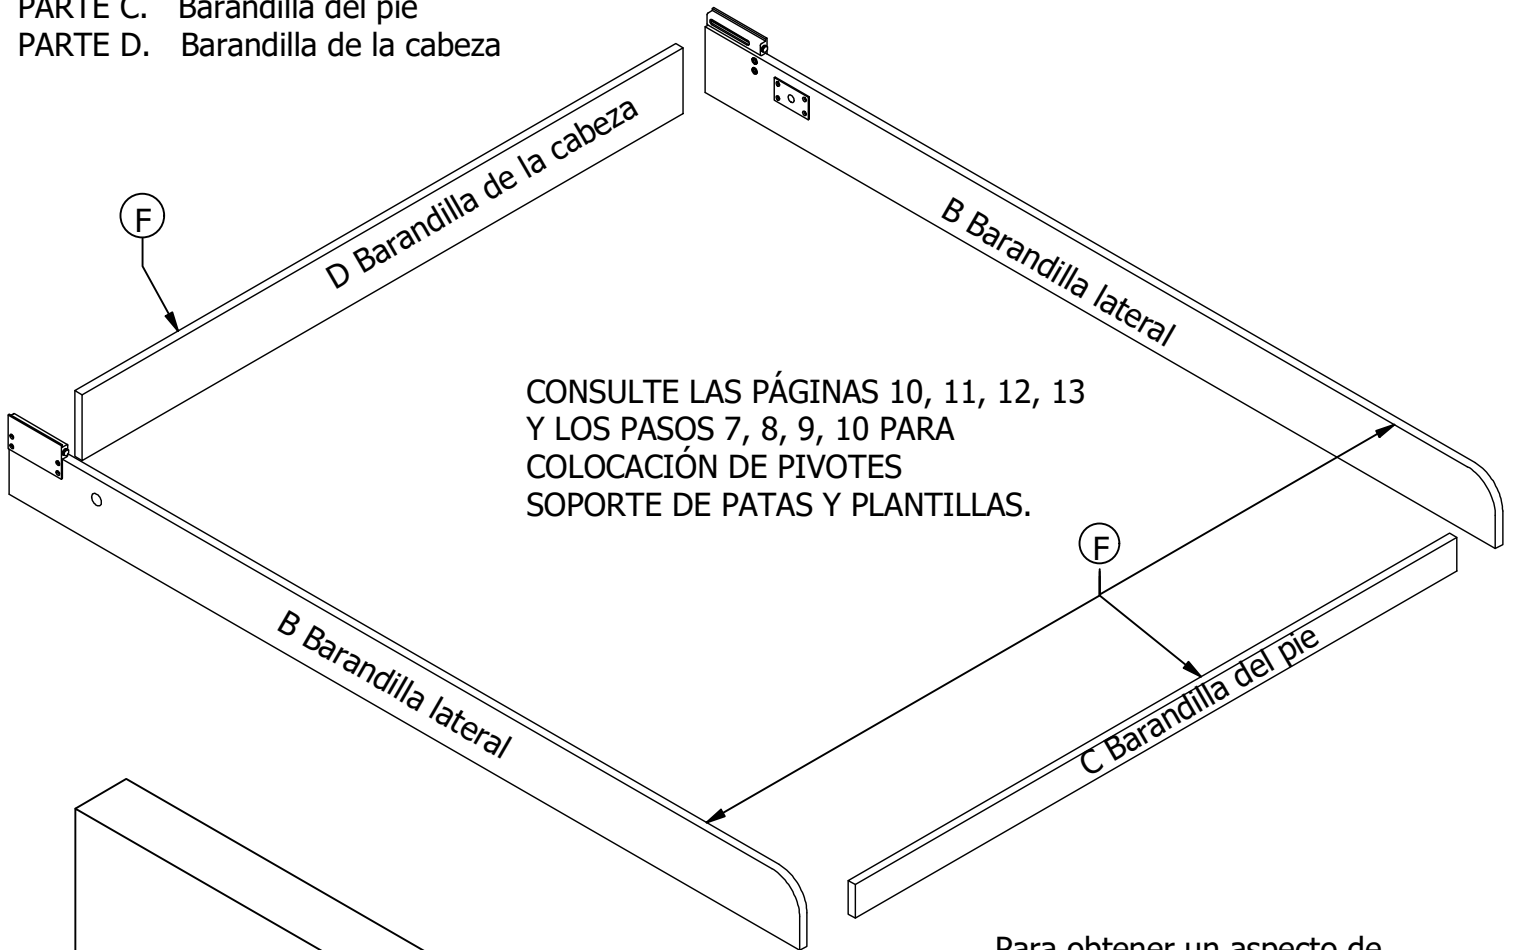 PARTE C. Barandilla del pie
PARTE D. Barandilla de la cabeza
F
D Barandilla de la cabeza
B Barandilla lateral
CONSULTE LAS PÁGINAS 10, 11, 12, 13
Y LOS PASOS 7, 8, 9, 10 PARA
COLOCACIÓN DE PIVOTES
SOPORTE DE PATAS Y PLANTILLAS.
F
B Barandilla lateral
C Barandilla del pie
Para obtener un aspecto de